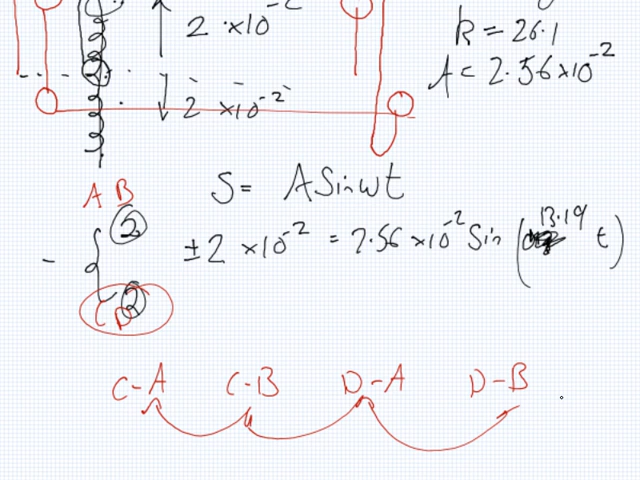 2 ·×10⁻²
k = 26·1
A = 2·56×10⁻²
2 ×10⁻²
A B
S = A Sin ωt
2
± 2 ×10⁻² = 2·56 ×10⁻² Sin ( 13·19 t )
2
C D
C-A C-B D-A D-B